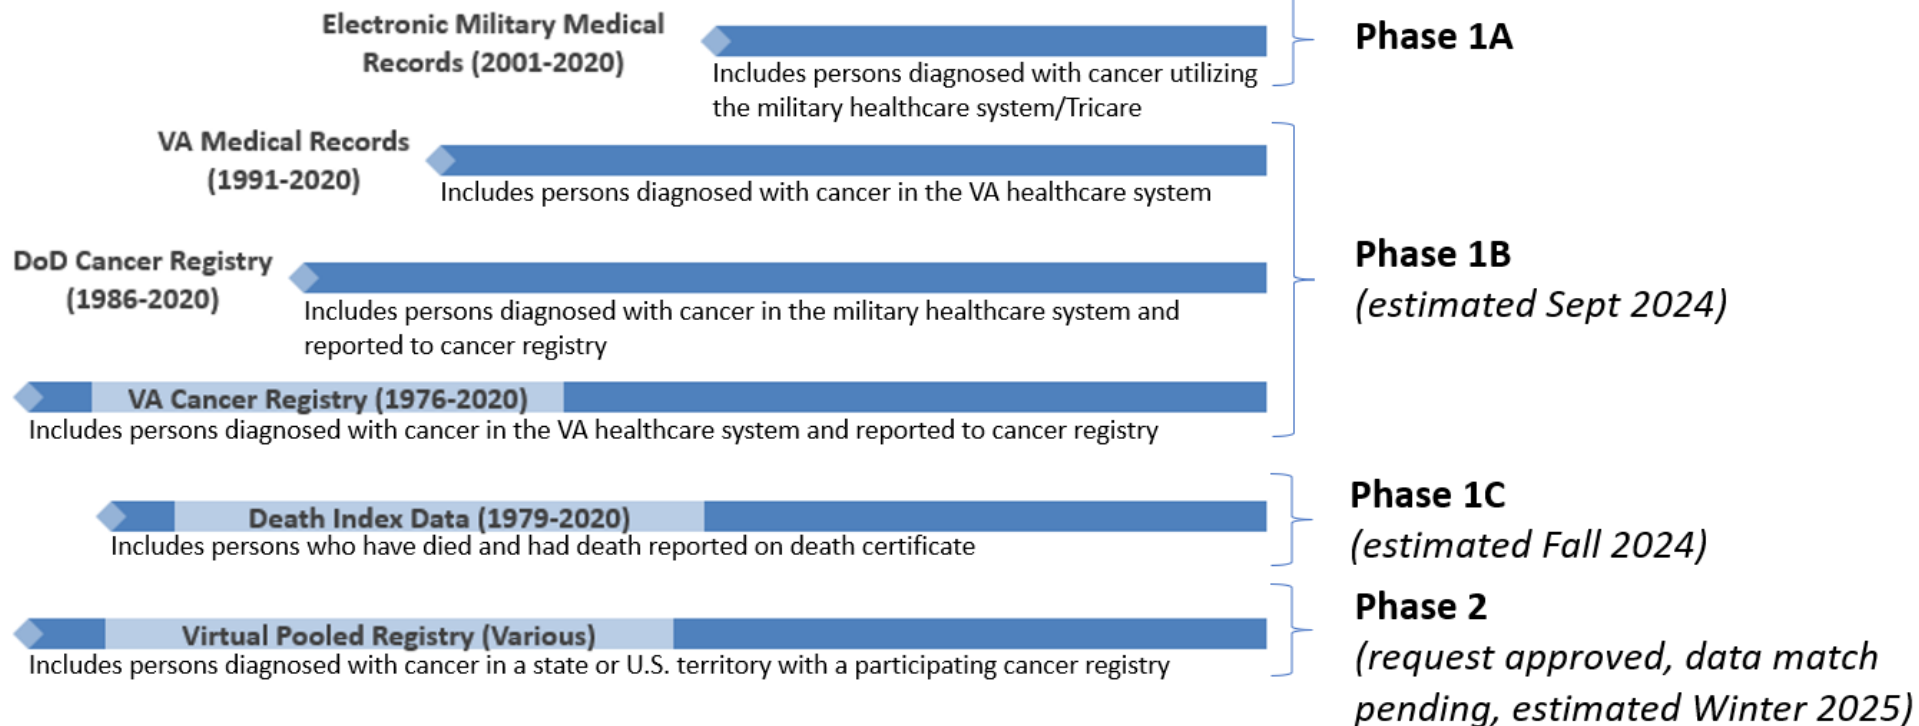 Electronic Military Medical
Records (2001-2020)
Includes persons diagnosed with cancer utilizing
the military healthcare system/Tricare
Phase 1A
VA Medical Records
(1991-2020)
Includes persons diagnosed with cancer in the VA healthcare system
DoD Cancer Registry
(1986-2020)
Includes persons diagnosed with cancer in the military healthcare system and
reported to cancer registry
VA Cancer Registry (1976-2020)
Includes persons diagnosed with cancer in the VA healthcare system and reported to cancer registry
Phase 1B
(estimated Sept 2024)
Death Index Data (1979-2020)
Includes persons who have died and had death reported on death certificate
Phase 1C
(estimated Fall 2024)
Virtual Pooled Registry (Various)
Includes persons diagnosed with cancer in a state or U.S. territory with a participating cancer registry
Phase 2
(request approved, data match
pending, estimated Winter 2025)